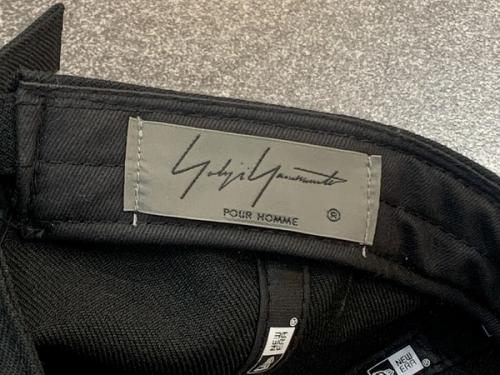 Yohji Yamamoto
POUR HOMME ®
NEW ERA ®
NEW ERA ®